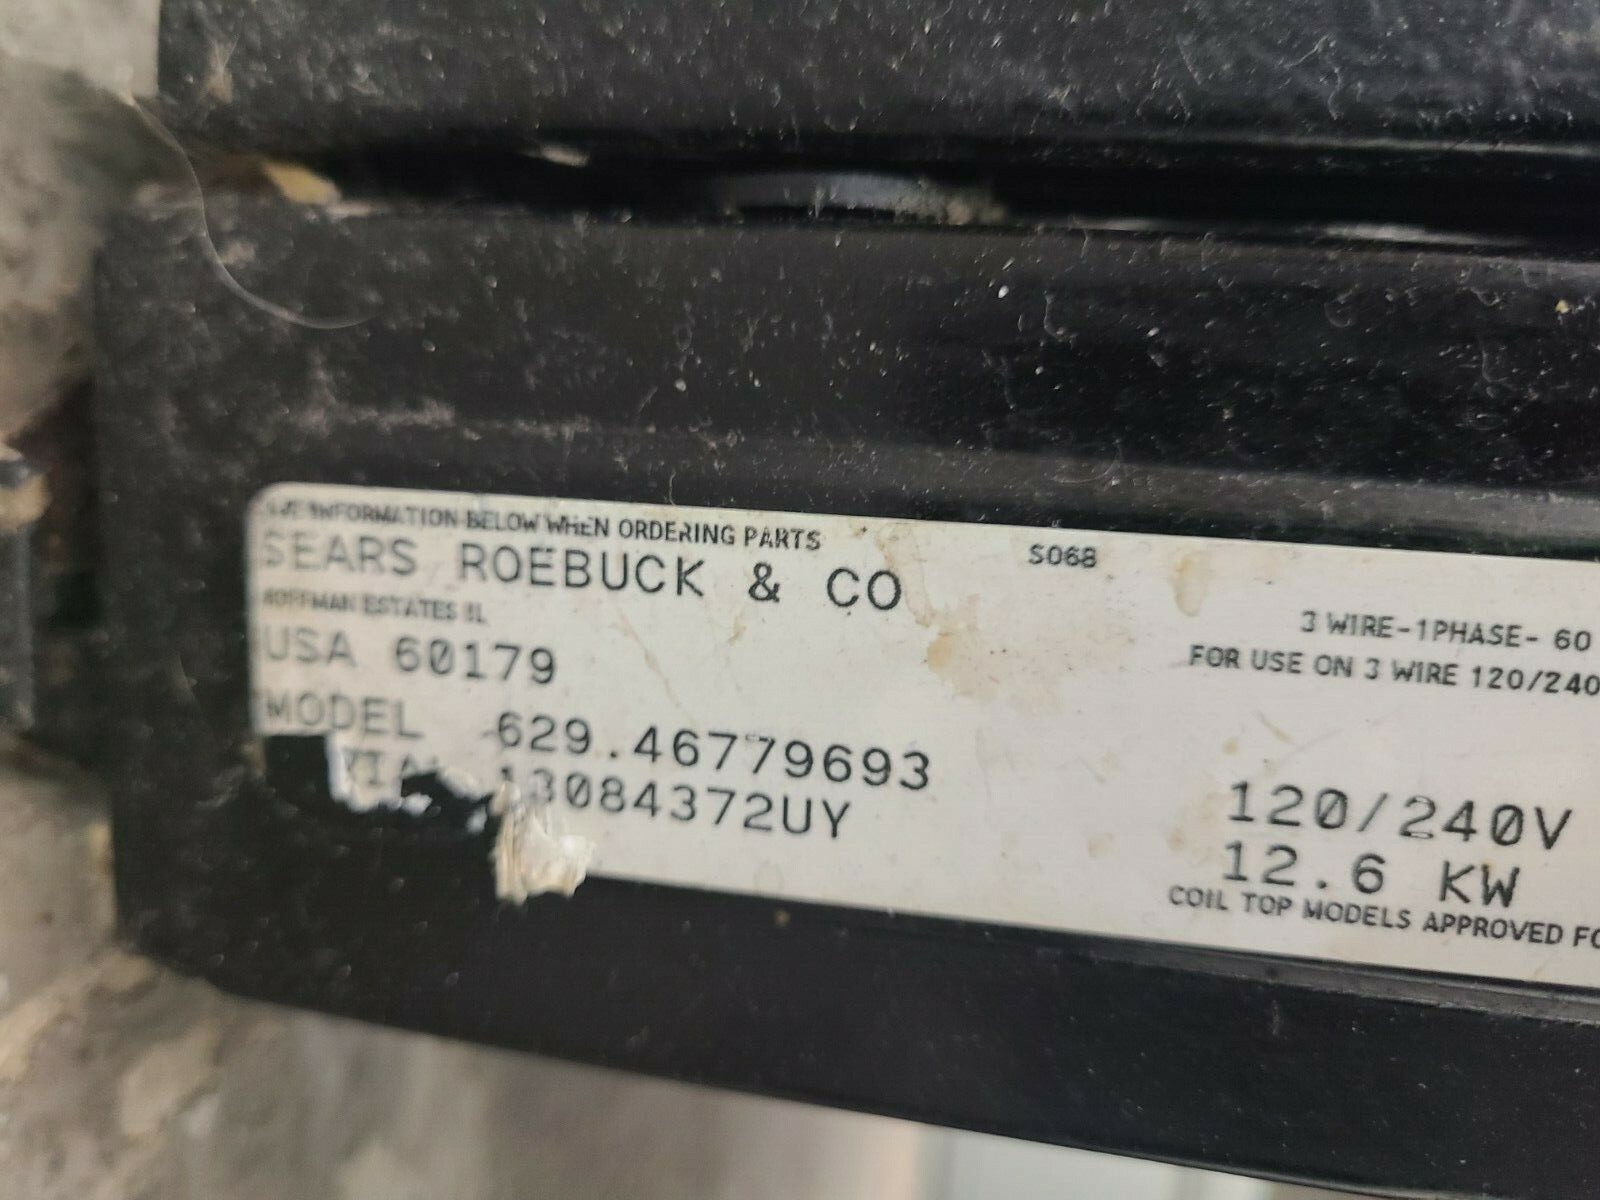 INFORMATION BELOW WHEN ORDERING PARTS
SEARS ROEBUCK & CO
S068
HOFFMAN ESTATES IL
USA 60179
MODEL 629.46779693
13084372UY
3 WIRE-1PHASE- 60
FOR USE ON 3 WIRE 120/240
120/240V
12.6 KW
COIL TOP MODELS APPROVED FO